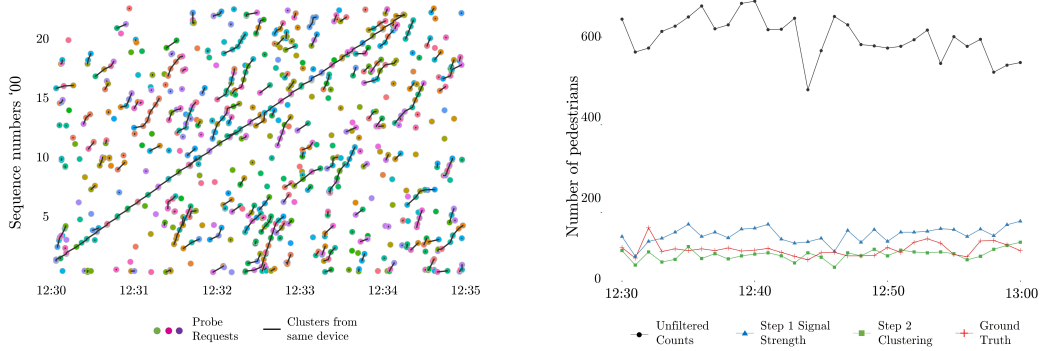 Sequence numbers '00
20
15
10
5
12:30
12:31
12:32
12:33
12:34
12:35
Probe
Requests
Clusters from
same device
Number of pedestrians
600
400
200
0
12:30
12:40
12:50
13:00
Unfiltered
Counts
Step 1 Signal
Strength
Step 2
Clustering
Ground
Truth